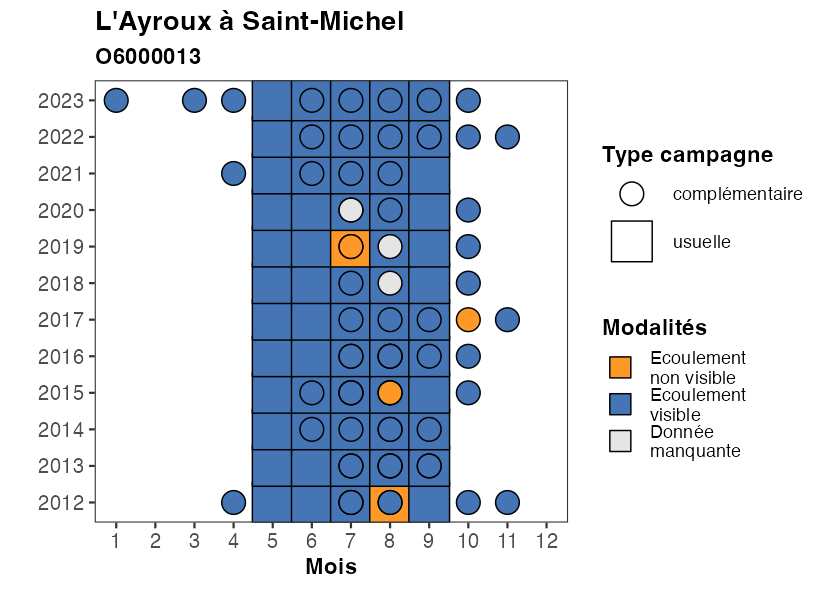 L'Ayroux à Saint-Michel
O6000013
2023
2022
2021
2020
2019
2018
2017
2016
2015
2014
2013
2012
1 2 3 4 5 6 7 8 9 10 11 12
Mois
Type campagne
complémentaire
usuelle
Modalités
Ecoulement
non visible
Ecoulement
visible
Donnée
manquante